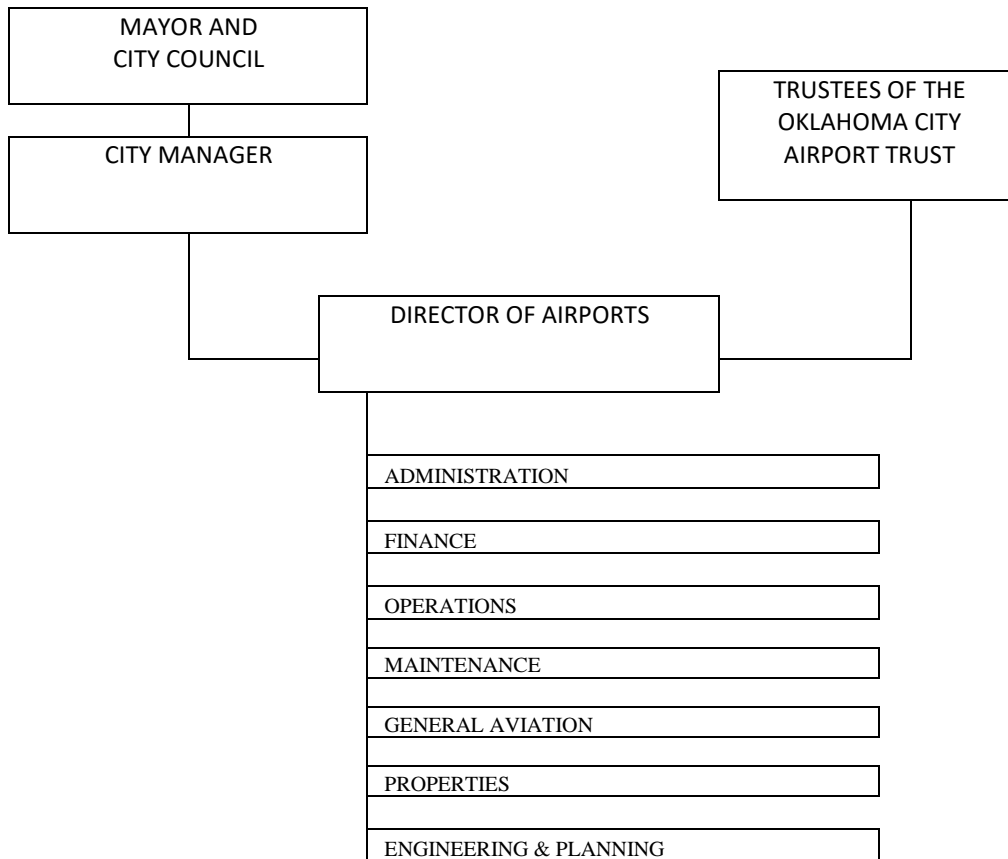 MAYOR AND
CITY COUNCIL
CITY MANAGER
TRUSTEES OF THE
OKLAHOMA CITY
AIRPORT TRUST
DIRECTOR OF AIRPORTS
ADMINISTRATION
FINANCE
OPERATIONS
MAINTENANCE
GENERAL AVIATION
PROPERTIES
ENGINEERING & PLANNING